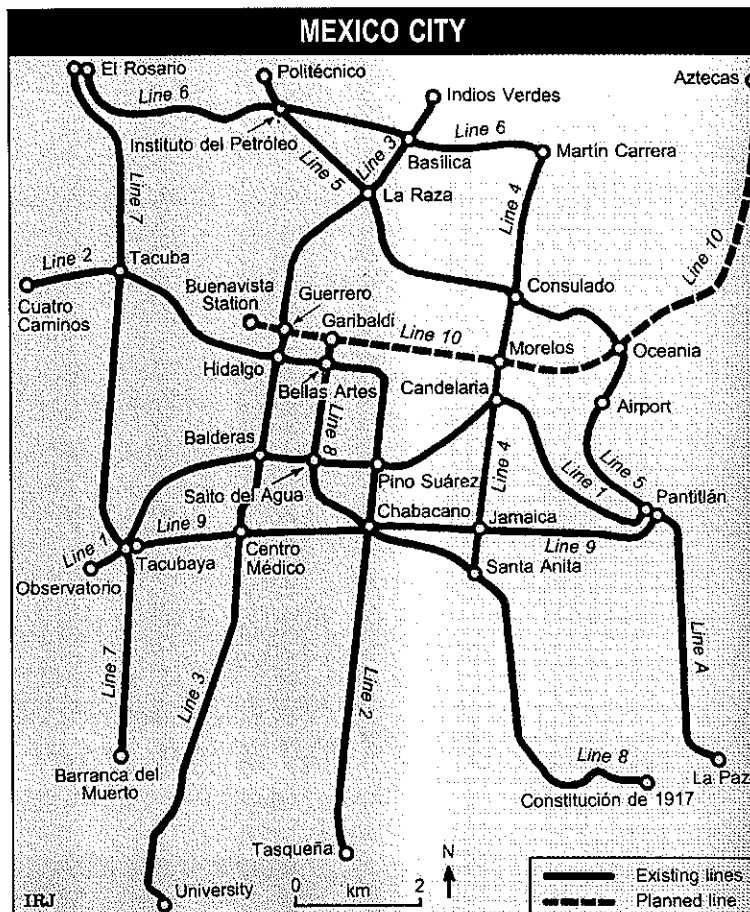 MEXICO CITY
El Rosario
Politécnico
Aztecas
Line 6
Indios Verdes
Instituto del Petróleo
Line 3
Line 6
Basílica
Martín Carrera
Line 5
Line 7
La Raza
Line 4
Line 2
Tacuba
Line 10
Cuatro
Caminos
Buenavista
Station
Guerrero
Consulado
Garibaldi
Line 10
Morelos
Oceania
Hidalgo
Bellas Artes
Candelaria
Airport
Line 8
Balderas
Line 4
Line 5
Salto del Agua
Pino Suárez
Line 1
Pantitlán
Chabacano
Jamaica
Line 9
Line 1
Line 9
Tacubaya
Centro
Médico
Santa Anita
Observatorio
Line A
Line 7
Line 3
Line 2
Barranca del
Muerto
Line 8
La Paz
Constitución de 1917
Tasqueña
N
University
0 km 2
Existing lines
Planned line
IRJ